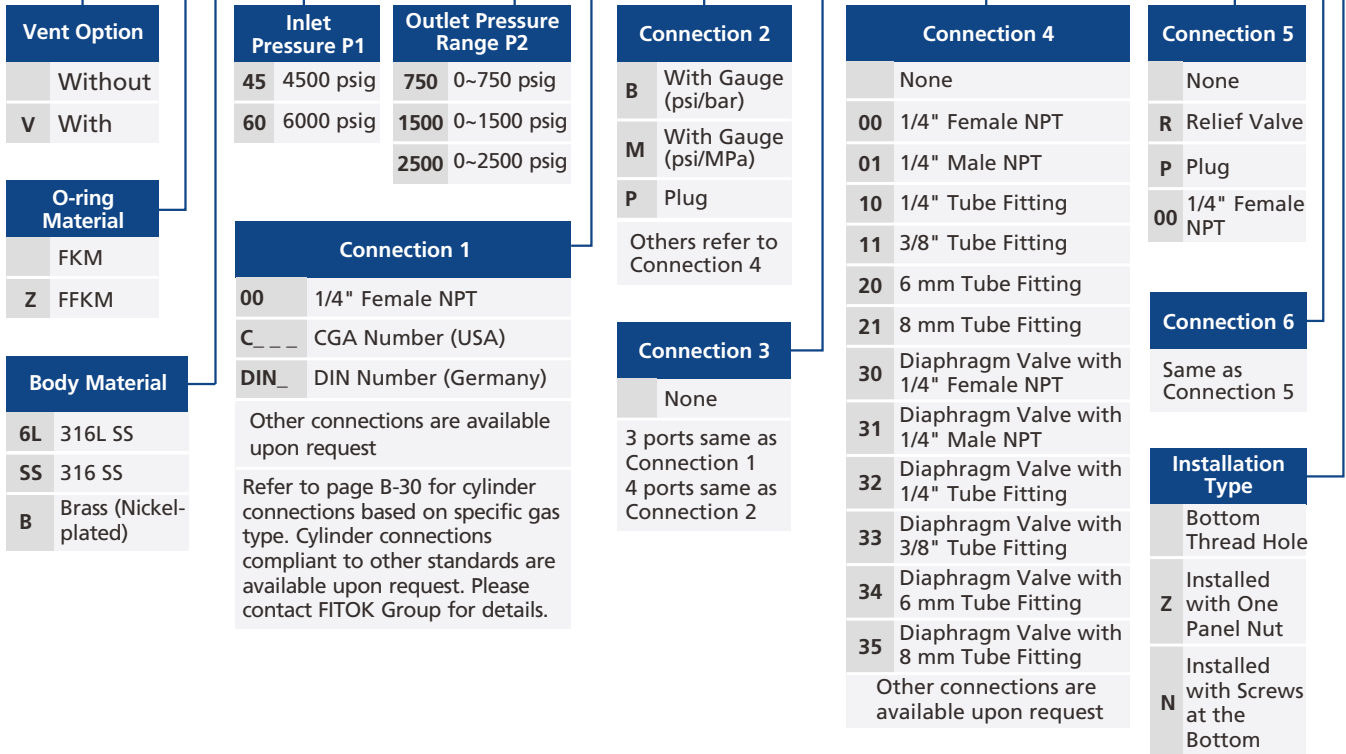 Vent Option
Without
V With
O-ring
Material
FKM
Z FFKM
Body Material
6L 316L SS
SS 316 SS
B Brass (Nickel-
plated)
Inlet
Pressure P1
45 4500 psig
60 6000 psig
Outlet Pressure
Range P2
750 0~750 psig
1500 0~1500 psig
2500 0~2500 psig
Connection 1
00 1/4" Female NPT
C_ _ _ CGA Number (USA)
DIN_ DIN Number (Germany)
Other connections are available
upon request
Refer to page B-30 for cylinder
connections based on specific gas
type. Cylinder connections
compliant to other standards are
available upon request. Please
contact FITOK Group for details.
Connection 2
B With Gauge
(psi/bar)
M With Gauge
(psi/MPa)
P Plug
Others refer to
Connection 4
Connection 3
None
3 ports same as
Connection 1
4 ports same as
Connection 2
Connection 4
None
00 1/4" Female NPT
01 1/4" Male NPT
10 1/4" Tube Fitting
11 3/8" Tube Fitting
20 6 mm Tube Fitting
21 8 mm Tube Fitting
30 Diaphragm Valve with
1/4" Female NPT
31 Diaphragm Valve with
1/4" Male NPT
32 Diaphragm Valve with
1/4" Tube Fitting
33 Diaphragm Valve with
3/8" Tube Fitting
34 Diaphragm Valve with
6 mm Tube Fitting
35 Diaphragm Valve with
8 mm Tube Fitting
Other connections are
available upon request
Connection 5
None
R Relief Valve
P Plug
00 1/4" Female
NPT
Connection 6
Same as
Connection 5
Installation
Type
Bottom
Thread Hole
Z Installed
with One
Panel Nut
N Installed
with Screws
at the
Bottom